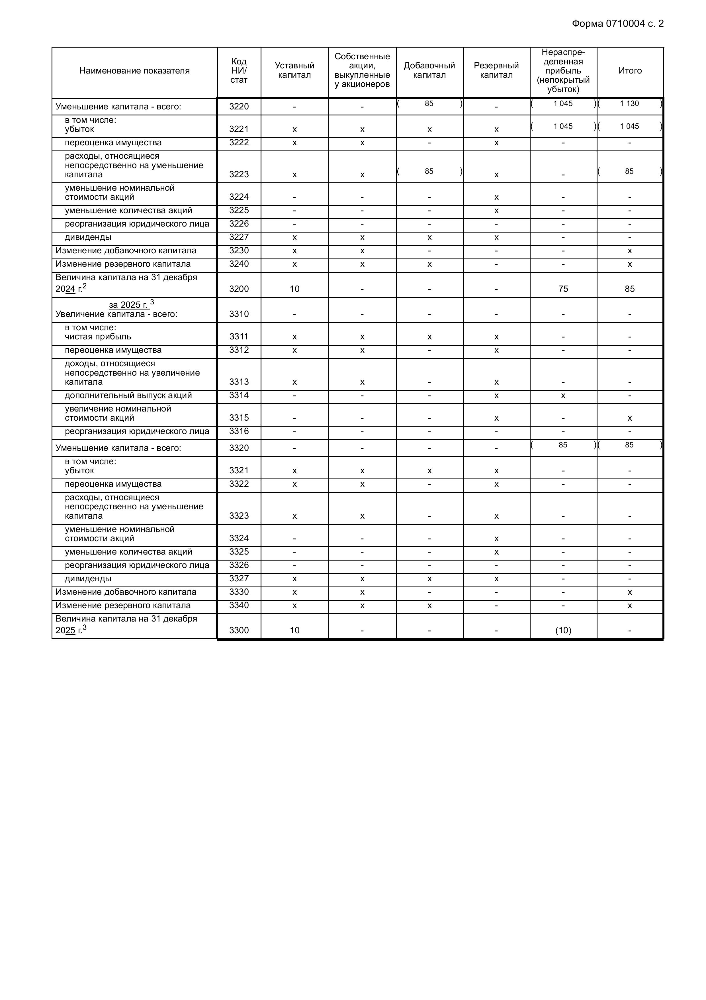 Форма 0710004 с. 2
Наименование показателя
Код
НИ/
стат
Уставный
капитал
Собственные
акции,
выкупленные
у акционеров
Добавочный
капитал
Резервный
капитал
Нераспре-
деленная
прибыль
(непокрытый
убыток)
Итого
Уменьшение капитала - всего: 3220 - - ( 85 ) - ( 1 045 ) ( 1 130 )
в том числе:
убыток 3221 х х х х ( 1 045 ) ( 1 045 )
переоценка имущества 3222 х х - х - -
расходы, относящиеся
непосредственно на уменьшение
капитала 3223 х х ( 85 ) х - ( 85 )
уменьшение номинальной
стоимости акций 3224 - - - х - -
уменьшение количества акций 3225 - - - х - -
реорганизация юридического лица 3226 - - - - - -
дивиденды 3227 х х х х - -
Изменение добавочного капитала 3230 х х - - - х
Изменение резервного капитала 3240 х х х - - х
Величина капитала на 31 декабря
2024 г.2 3200 10 - - - 75 85
за 2025 г. 3
Увеличение капитала - всего: 3310 - - - - - -
в том числе:
чистая прибыль 3311 х х х х - -
переоценка имущества 3312 х х - х - -
доходы, относящиеся
непосредственно на увеличение
капитала 3313 х х - х - -
дополнительный выпуск акций 3314 - - - х х -
увеличение номинальной
стоимости акций 3315 - - - х - х
реорганизация юридического лица 3316 - - - - - -
Уменьшение капитала - всего: 3320 - - - - ( 85 ) ( 85 )
в том числе:
убыток 3321 х х х х - -
переоценка имущества 3322 х х - х - -
расходы, относящиеся
непосредственно на уменьшение
капитала 3323 х х - х - -
уменьшение номинальной
стоимости акций 3324 - - - х - -
уменьшение количества акций 3325 - - - х - -
реорганизация юридического лица 3326 - - - - - -
дивиденды 3327 х х х х - -
Изменение добавочного капитала 3330 х х - - - х
Изменение резервного капитала 3340 х х х - - х
Величина капитала на 31 декабря
2025 г.3 3300 10 - - - (10) -